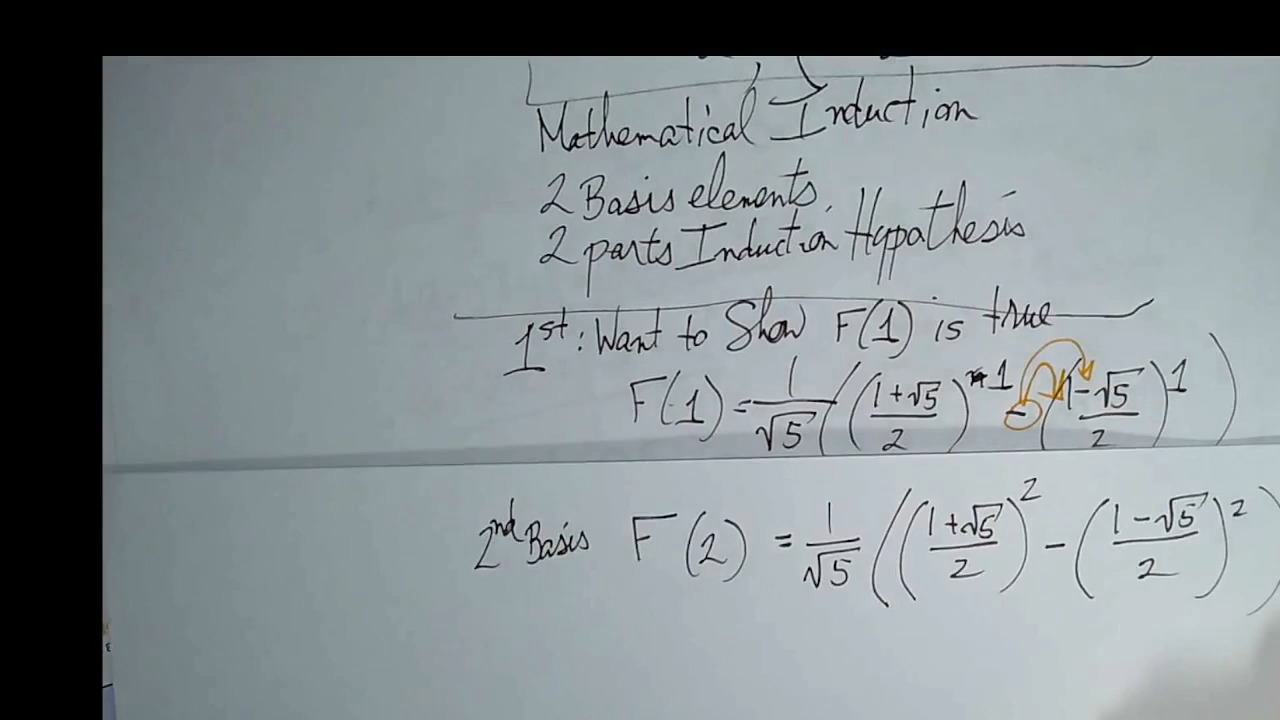 Mathematical Induction
2 Basis elements.
2 parts Induction Hypothesis
1st: Want to Show F(1) is true
F(1) = 1/√5 (((1+√5)/2)^1 - ((1-√5)/2)^1)
2nd Basis F(2) = 1/√5 (((1+√5)/2)^2 - ((1-√5)/2)^2)